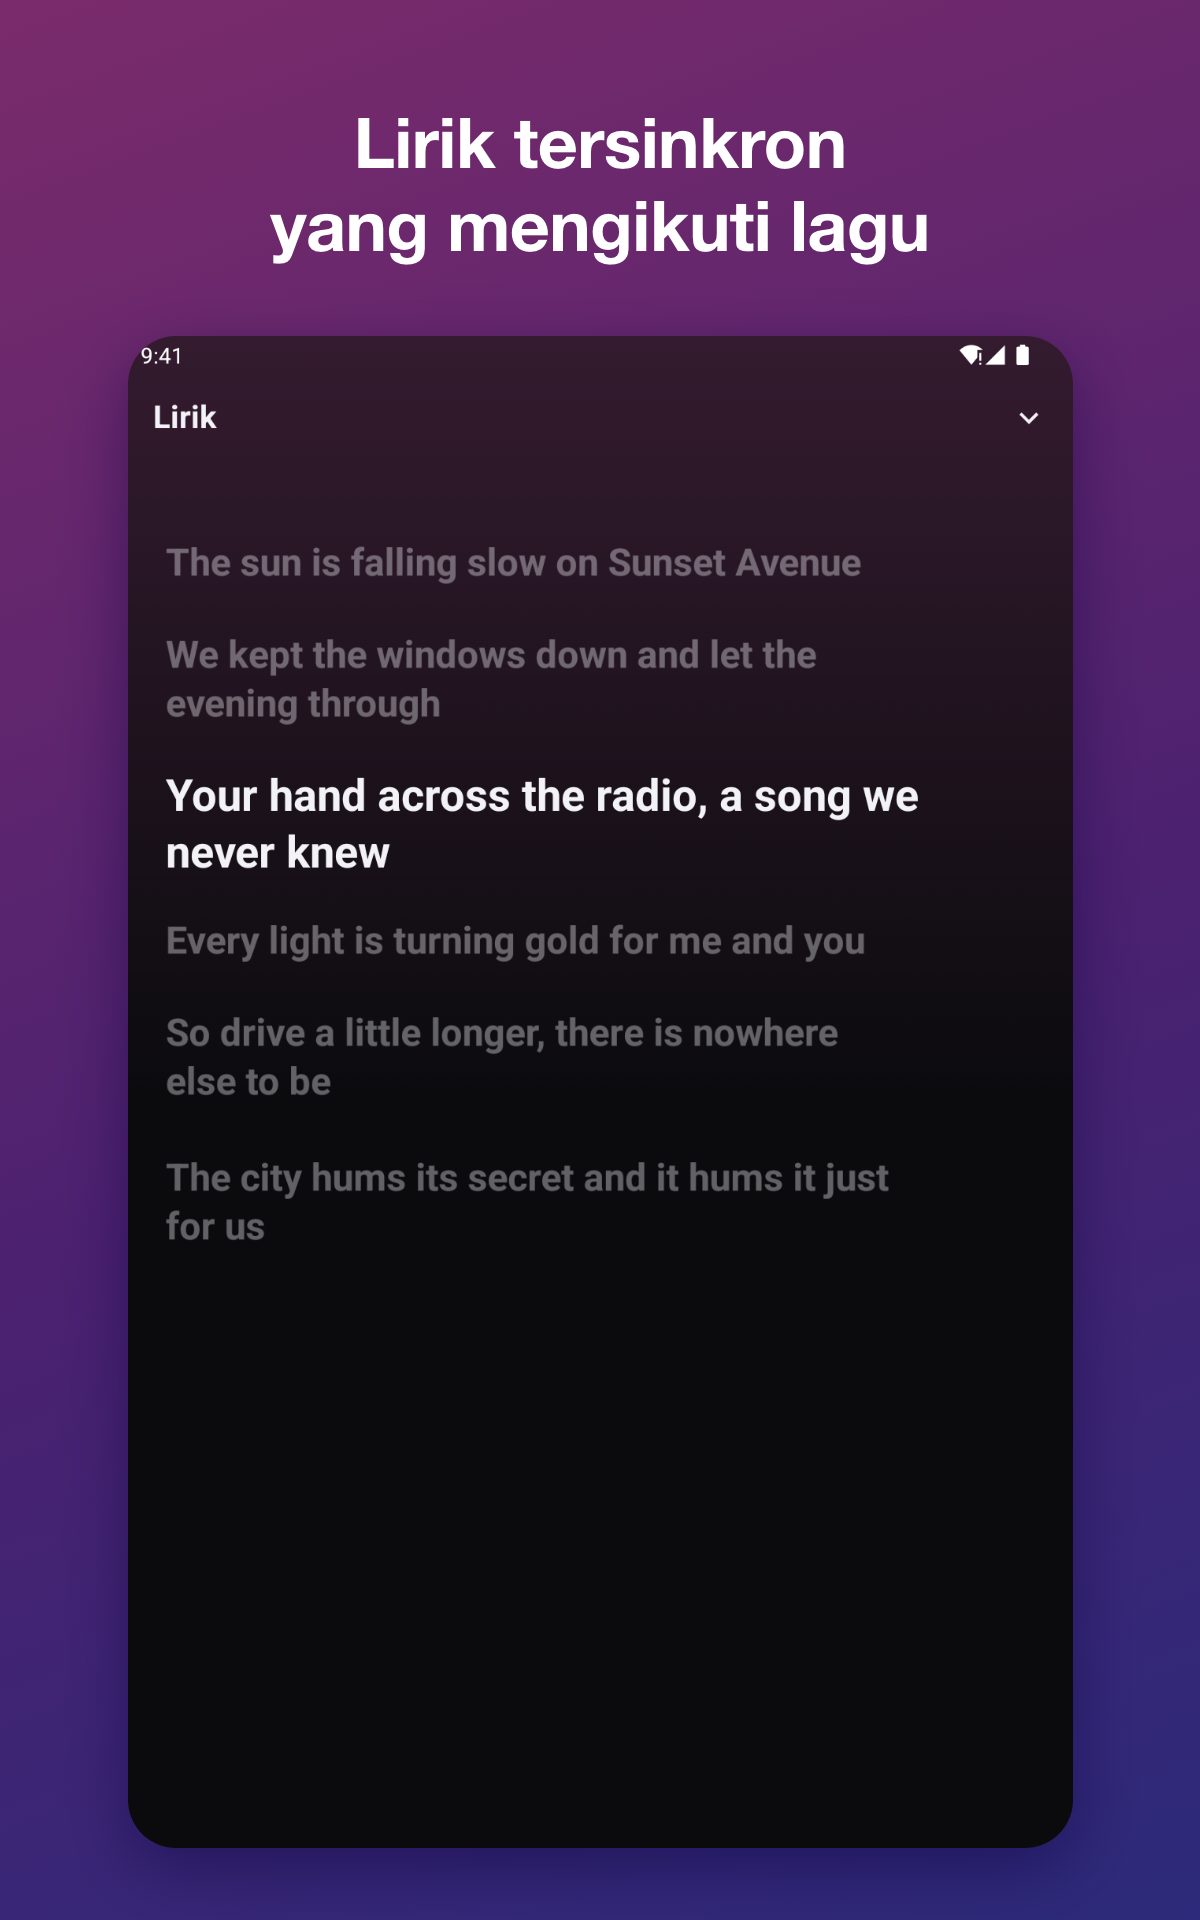 Lirik tersinkron
yang mengikuti lagu
9:41
Lirik
The sun is falling slow on Sunset Avenue
We kept the windows down and let the
evening through
Your hand across the radio, a song we
never knew
Every light is turning gold for me and you
So drive a little longer, there is nowhere
else to be
The city hums its secret and it hums it just
for us